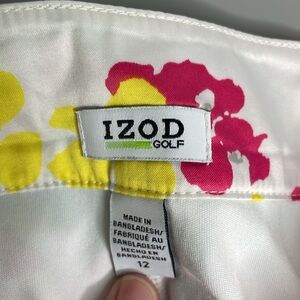 IZOD
GOLF
MADE IN
BANGLADESH/
FABRIQUÉ AU
BANGLADESH/
HECHO EN
BANGLADESH
12